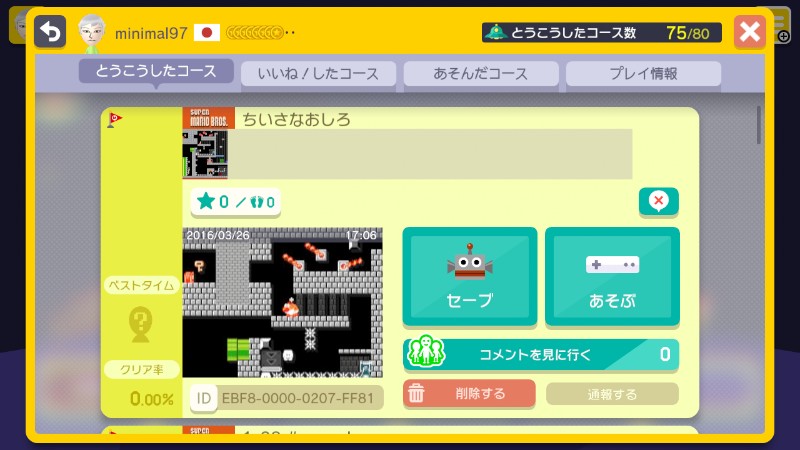 minimal97
とうこうしたコース数 75/80
とうこうしたコース
いいね!したコース
あそんだコース
プレイ情報
SUPER
MARIO BROS.
ちいさなおしろ
0 / 0
2016/03/26 17:06
ベストタイム
クリア率
0.00%
セーブ
あそぶ
コメントを見に行く 0
ID EBF8-0000-0207-FF81
削除する
通報する
SUPER